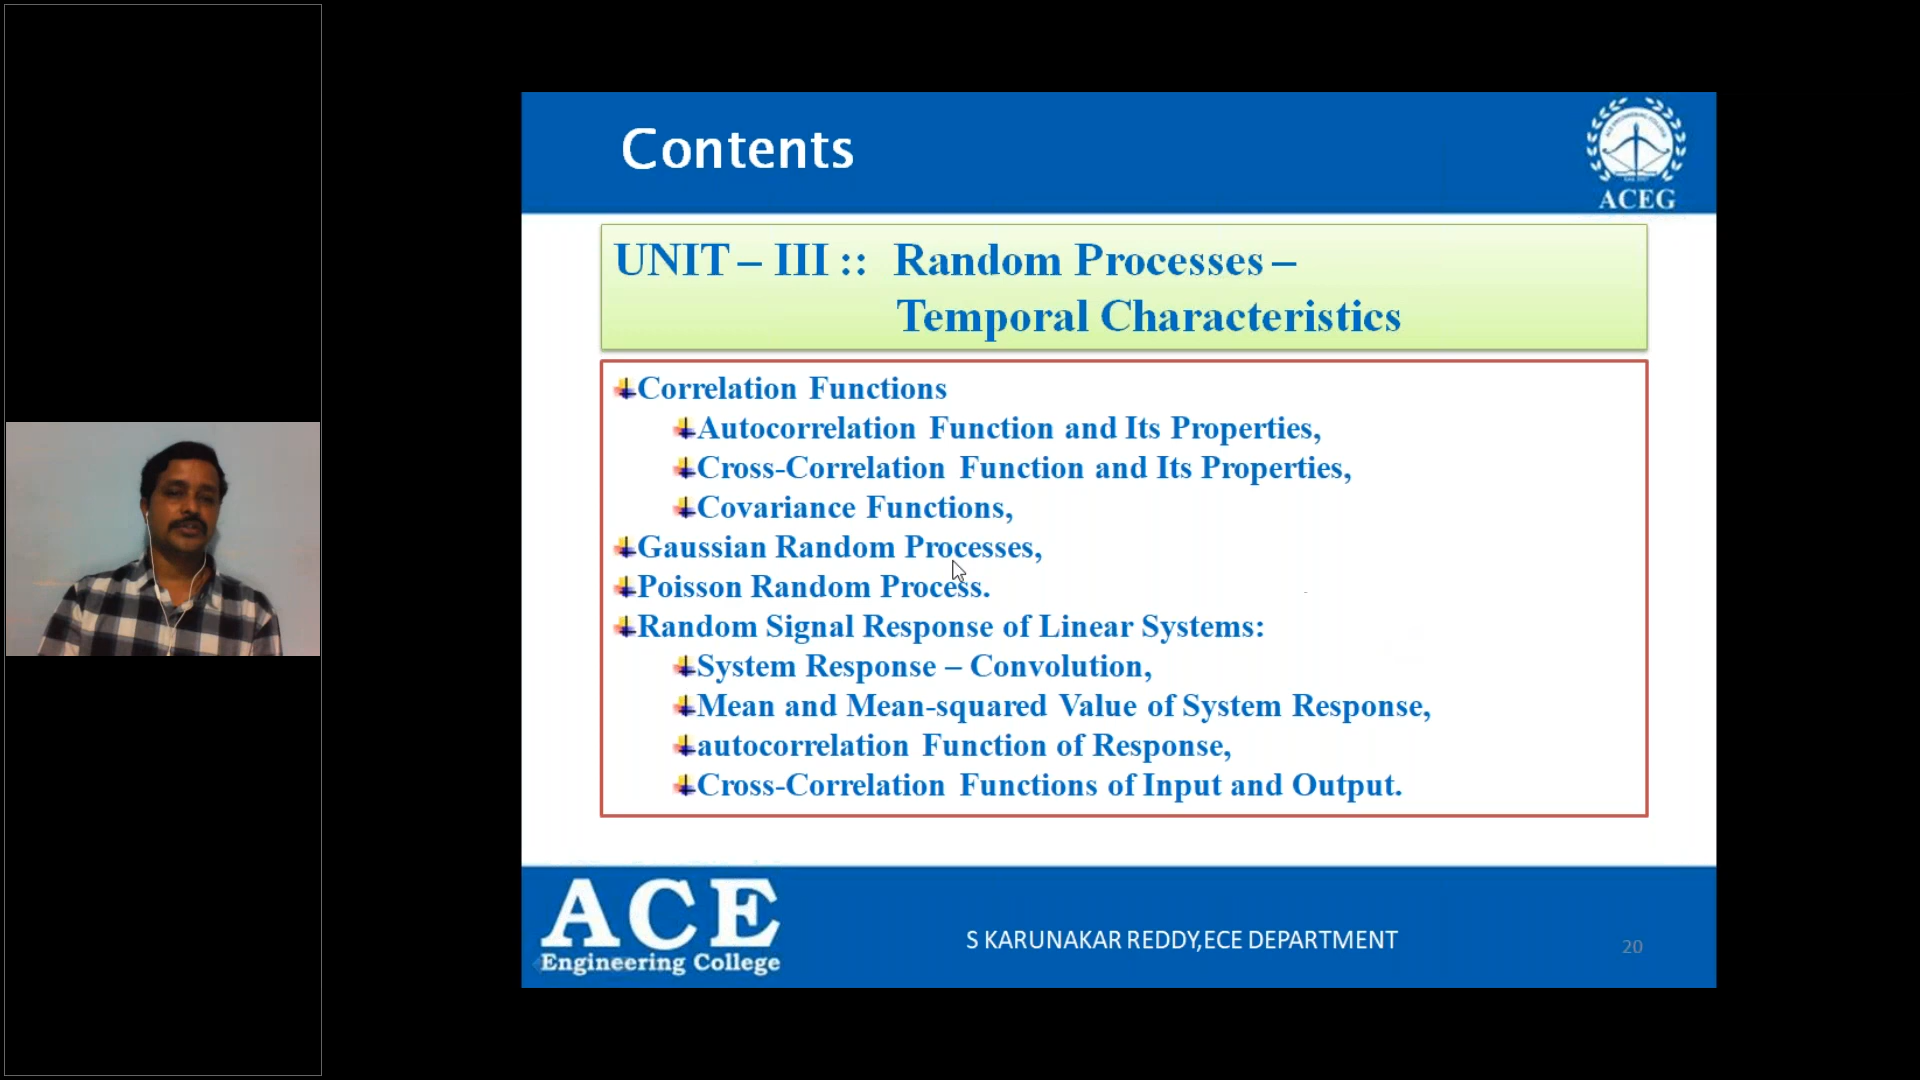 Contents
ACEG
UNIT – III :: Random Processes –
Temporal Characteristics
Correlation Functions
Autocorrelation Function and Its Properties,
Cross-Correlation Function and Its Properties,
Covariance Functions,
Gaussian Random Processes,
Poisson Random Process.
Random Signal Response of Linear Systems:
System Response – Convolution,
Mean and Mean-squared Value of System Response,
autocorrelation Function of Response,
Cross-Correlation Functions of Input and Output.
ACE
Engineering College
S KARUNAKAR REDDY,ECE DEPARTMENT
20